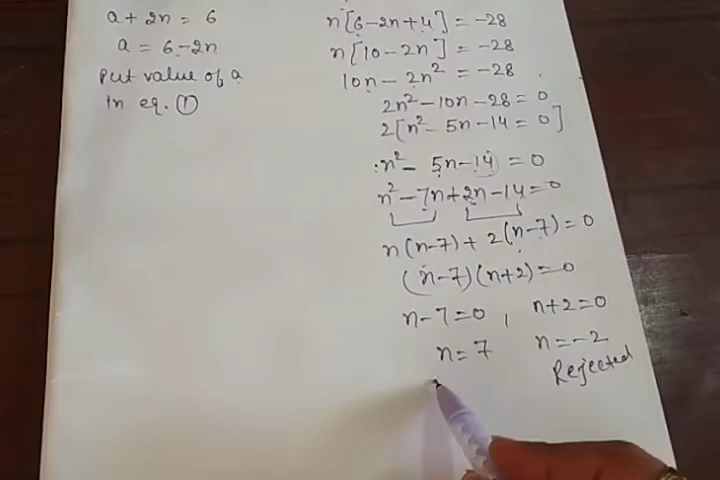 a + 2n = 6
a = 6 - 2n
Put value of a
In eq. ①
n[6-2n+4] = -28
n[10-2n] = -28
10n - 2n² = -28
2n² - 10n - 28 = 0
2[n² - 5n - 14 = 0]
n² - 5n - 14 = 0
n² - 7n + 2n - 14 = 0
n(n-7) + 2(n-7) = 0
(n-7)(n+2) = 0
n - 7 = 0 , n + 2 = 0
n = 7 n = -2
Rejected